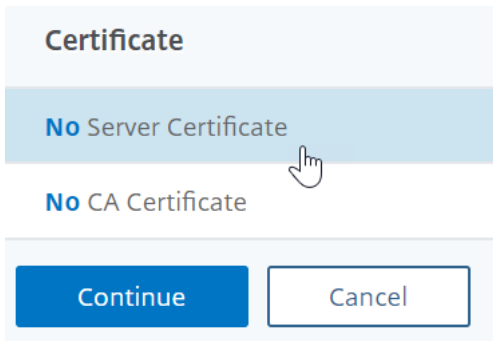 Certificate
No Server Certificate
No CA Certificate
Continue Cancel